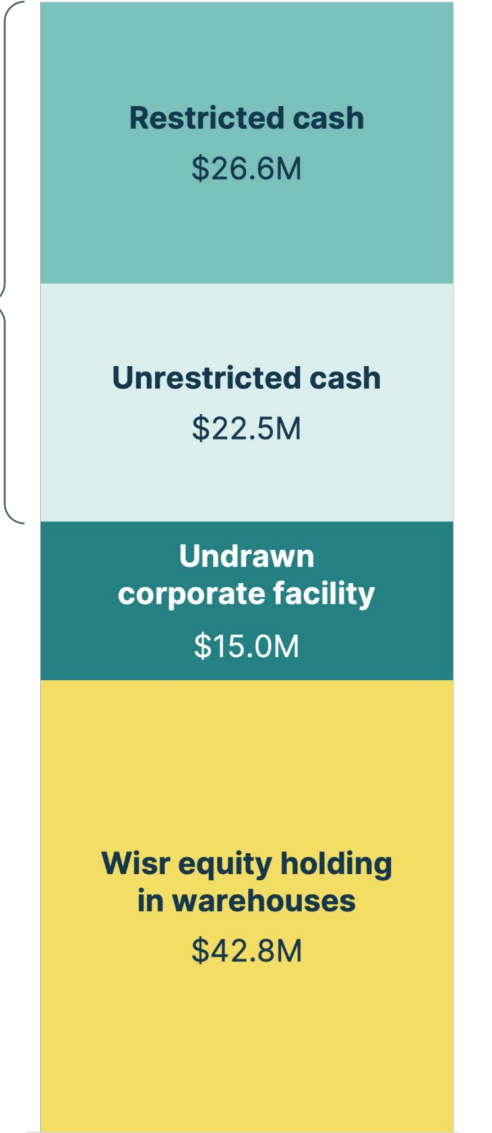 Restricted cash
$26.6M
Unrestricted cash
$22.5M
Undrawn
corporate facility
$15.0M
Wisr equity holding
in warehouses
$42.8M